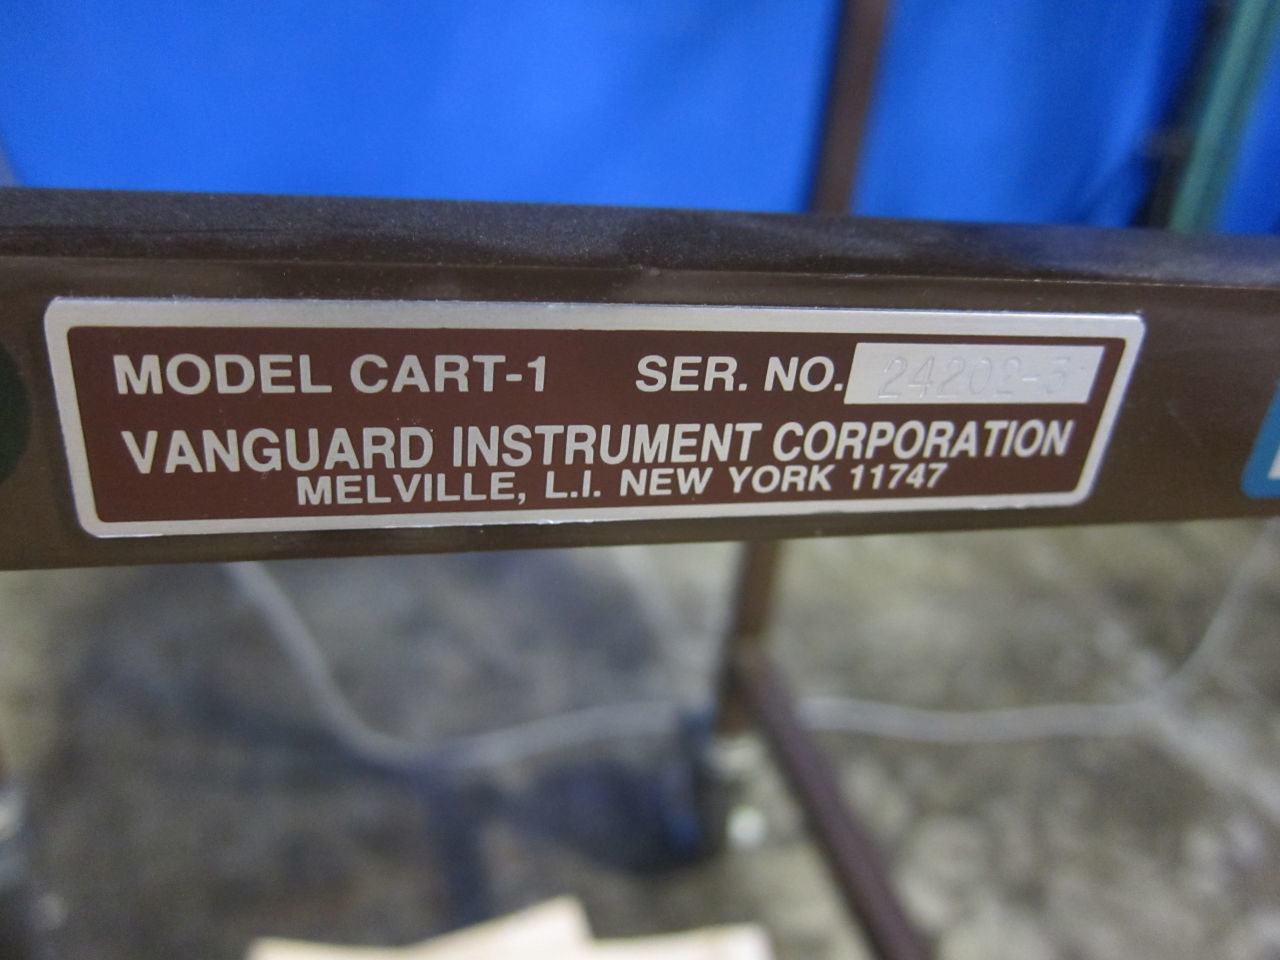 MODEL CART-1 SER. NO. 24202-3
VANGUARD INSTRUMENT CORPORATION
MELVILLE, L.I. NEW YORK 11747